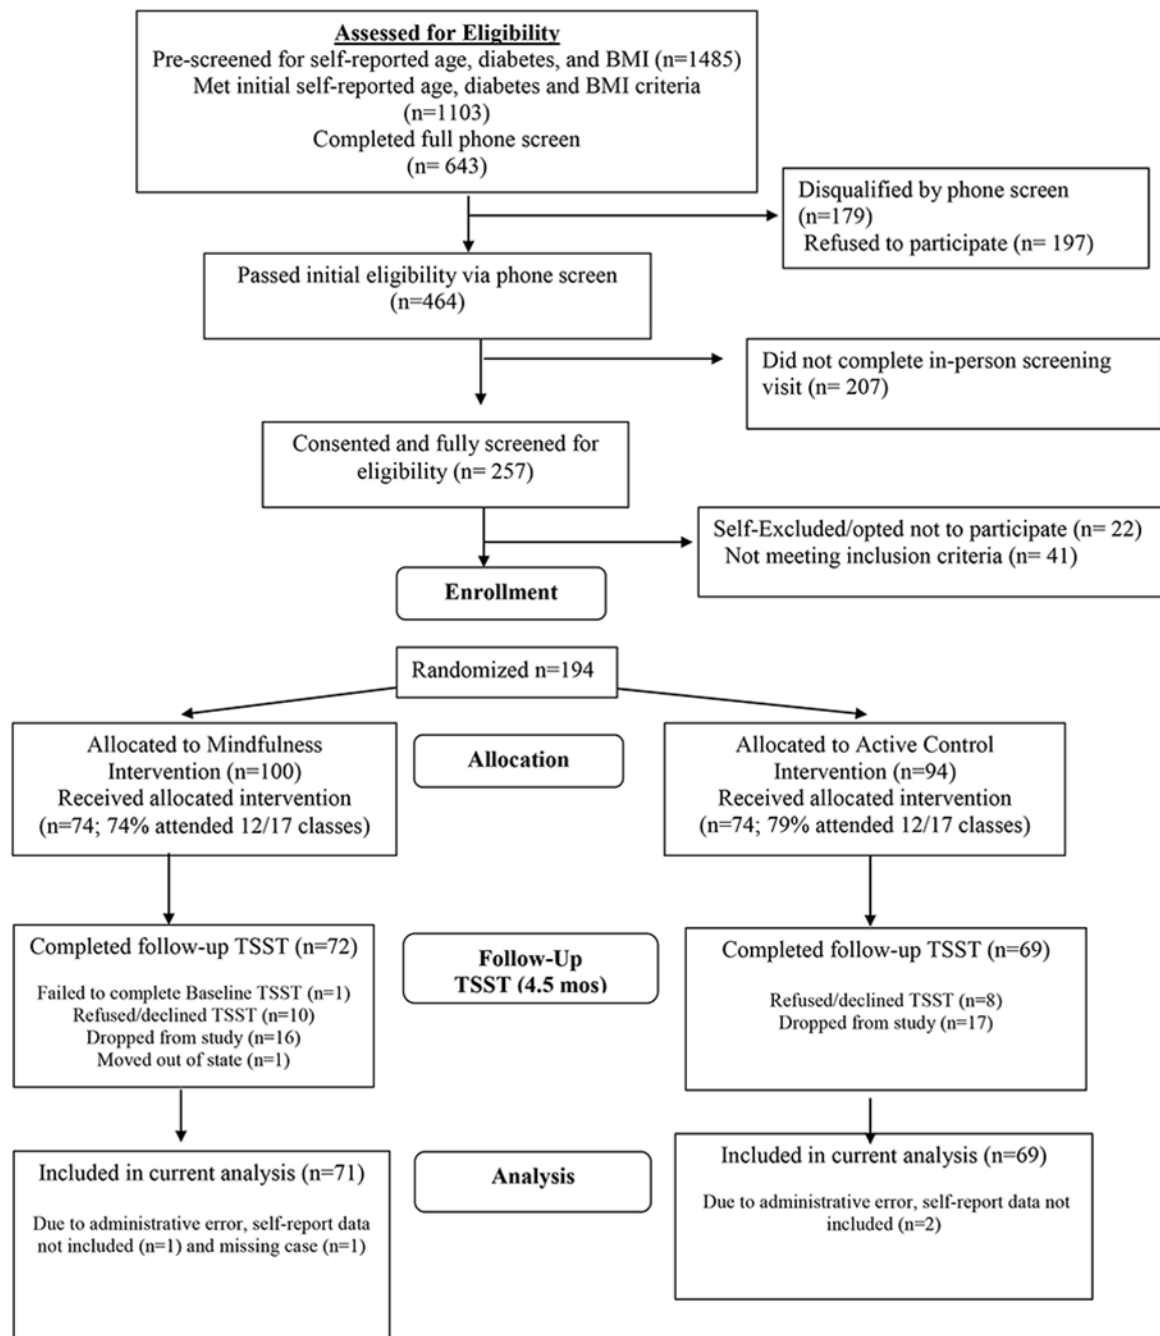 Assessed for Eligibility
Pre-screened for self-reported age, diabetes, and BMI (n=1485)
Met initial self-reported age, diabetes and BMI criteria
(n=1103)
Completed full phone screen
(n= 643)
Disqualified by phone screen
(n=179)
Refused to participate (n= 197)
Passed initial eligibility via phone screen
(n=464)
Did not complete in-person screening
visit (n= 207)
Consented and fully screened for
eligibility (n= 257)
Self-Excluded/opted not to participate (n= 22)
Not meeting inclusion criteria (n= 41)
Enrollment
Randomized n=194
Allocated to Mindfulness
Intervention (n=100)
Received allocated intervention
(n=74; 74% attended 12/17 classes)
Allocation
Allocated to Active Control
Intervention (n=94)
Received allocated intervention
(n=74; 79% attended 12/17 classes)
Completed follow-up TSST (n=72)
Failed to complete Baseline TSST (n=1)
Refused/declined TSST (n=10)
Dropped from study (n=16)
Moved out of state (n=1)
Follow-Up
TSST (4.5 mos)
Completed follow-up TSST (n=69)
Refused/declined TSST (n=8)
Dropped from study (n=17)
Included in current analysis (n=71)
Due to administrative error, self-report data
not included (n=1) and missing case (n=1)
Analysis
Included in current analysis (n=69)
Due to administrative error, self-report data not
included (n=2)